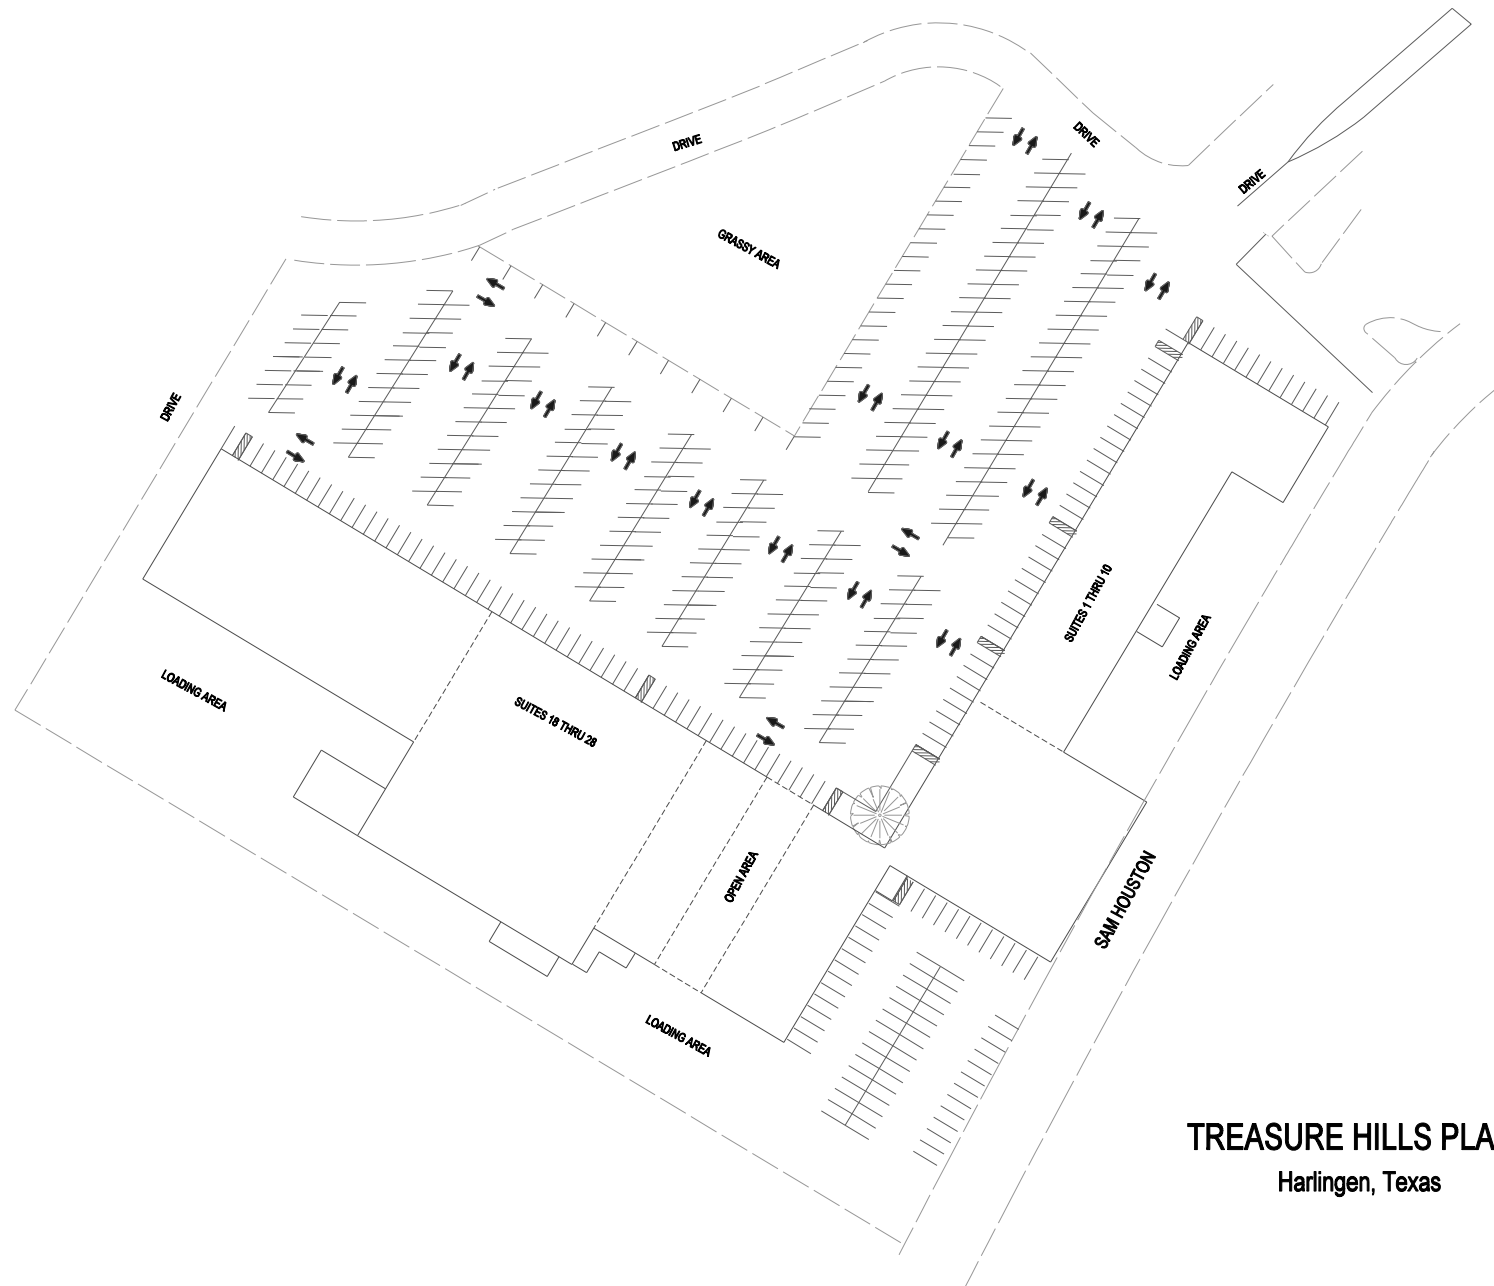 DRIVE
DRIVE
DRIVE
GRASSY AREA
DRIVE
SUITES 1 THRU 10
LOADING AREA
LOADING AREA
SUITES 18 THRU 28
OPEN AREA
SAM HOUSTON
LOADING AREA
TREASURE HILLS PLA
Harlingen, Texas